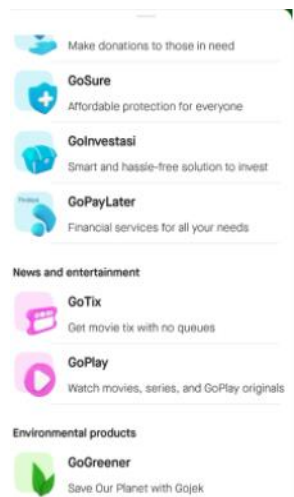 Make donations to those in need
GoSure
Affordable protection for everyone
GoInvestasi
Smart and hassle-free solution to invest
GoPayLater
Financial services for all your needs
News and entertainment
GoTix
Get movie tix with no queues
GoPlay
Watch movies, series, and GoPlay originals
Environmental products
GoGreener
Save Our Planet with Gojek